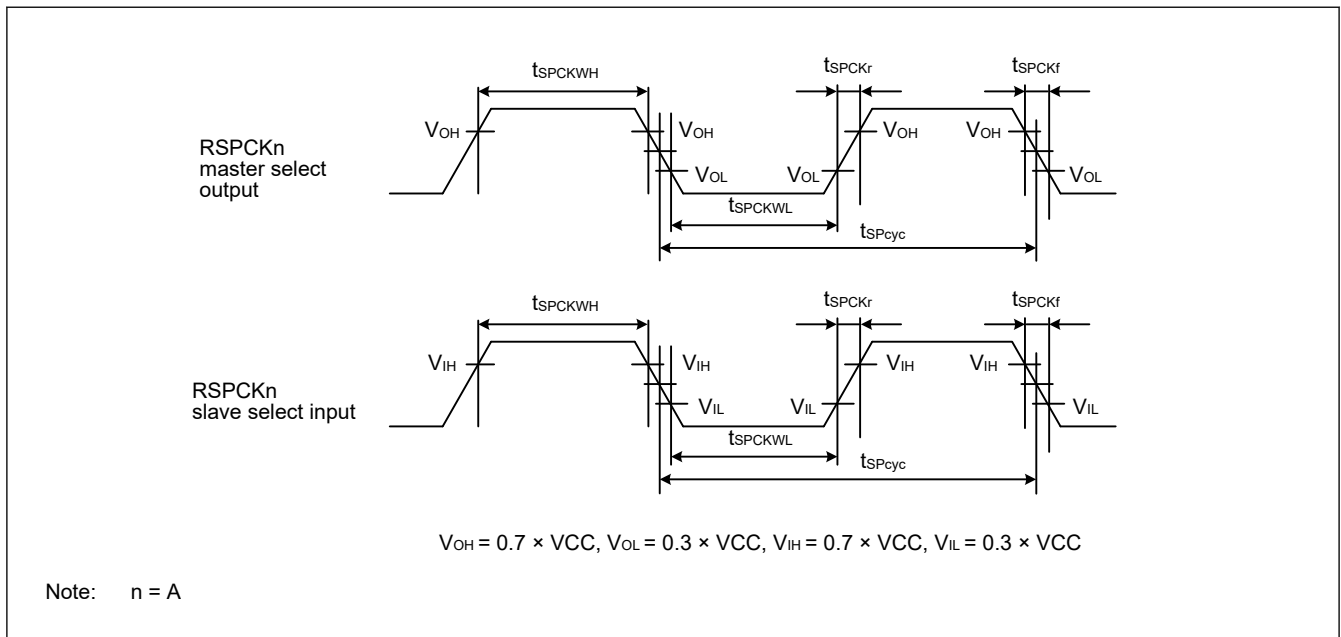 tSPCKWH
tSPCKr
tSPCKf
VOH
VOH
VOH
VOH
RSPCKn
master select
output
VOL
VOL
VOL
tSPCKWL
tSPcyc
tSPCKWH
tSPCKr
tSPCKf
VIH
VIH
VIH
VIH
RSPCKn
slave select input
VIL
VIL
VIL
tSPCKWL
tSPcyc
VOH = 0.7 × VCC, VOL = 0.3 × VCC, VIH = 0.7 × VCC, VIL = 0.3 × VCC
Note: n = A